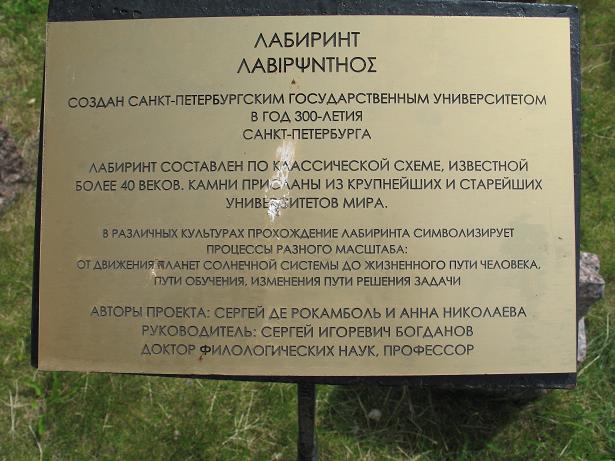 ЛАБИРИНТ
ΛΑΒΙΡΨΝΤΗΟΣ
СОЗДАН САНКТ-ПЕТЕРБУРГСКИМ ГОСУДАРСТВЕННЫМ УНИВЕРСИТЕТОМ
В ГОД 300-ЛЕТИЯ
САНКТ-ПЕТЕРБУРГА
ЛАБИРИНТ СОСТАВЛЕН ПО КЛАССИЧЕСКОЙ СХЕМЕ, ИЗВЕСТНОЙ
БОЛЕЕ 40 ВЕКОВ. КАМНИ ПРИСЛАНЫ ИЗ КРУПНЕЙШИХ И СТАРЕЙШИХ
УНИВЕРСИТЕТОВ МИРА.
В РАЗЛИЧНЫХ КУЛЬТУРАХ ПРОХОЖДЕНИЕ ЛАБИРИНТА СИМВОЛИЗИРУЕТ
ПРОЦЕССЫ РАЗНОГО МАСШТАБА:
ОТ ДВИЖЕНИЯ ПЛАНЕТ СОЛНЕЧНОЙ СИСТЕМЫ ДО ЖИЗНЕННОГО ПУТИ ЧЕЛОВЕКА,
ПУТИ ОБУЧЕНИЯ, ИЗМЕНЕНИЯ ПУТИ РЕШЕНИЯ ЗАДАЧИ
АВТОРЫ ПРОЕКТА: СЕРГЕЙ ДЕ РОКАМБОЛЬ И АННА НИКОЛАЕВА
РУКОВОДИТЕЛЬ: СЕРГЕЙ ИГОРЕВИЧ БОГДАНОВ
ДОКТОР ФИЛОЛОГИЧЕСКИХ НАУК, ПРОФЕССОР